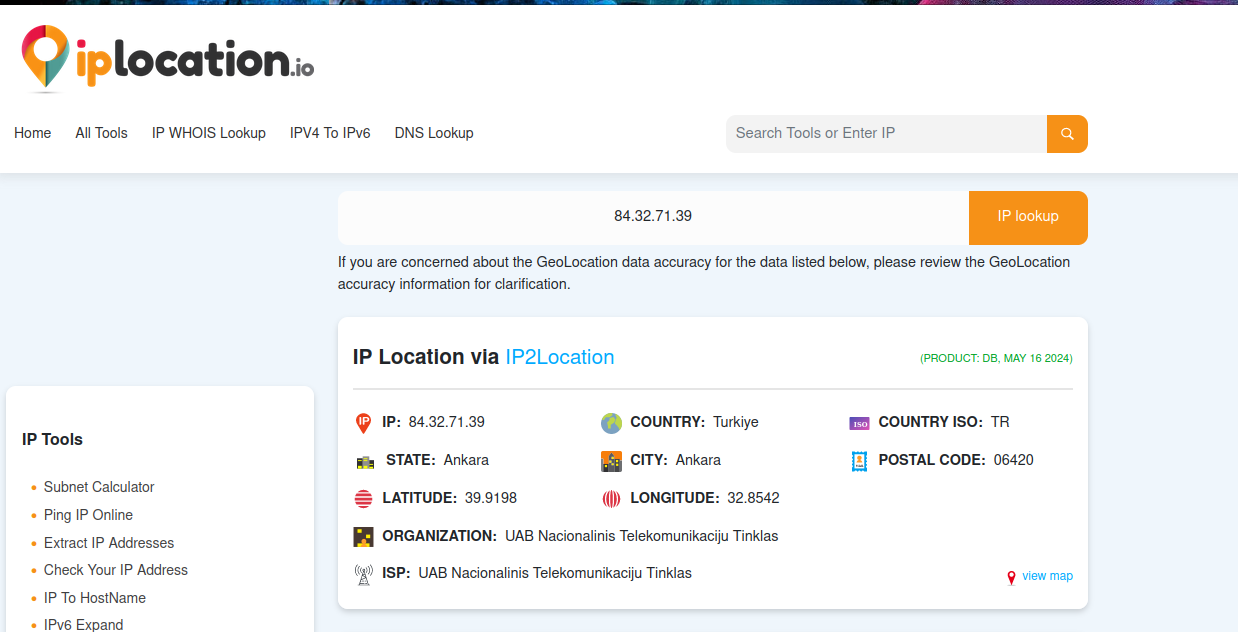 iplocation.io
Home All Tools IP WHOIS Lookup IPV4 To IPv6 DNS Lookup Search Tools or Enter IP
84.32.71.39 IP lookup
If you are concerned about the GeoLocation data accuracy for the data listed below, please review the GeoLocation
accuracy information for clarification.
IP Location via IP2Location (PRODUCT: DB, MAY 16 2024)
IP IP: 84.32.71.39 COUNTRY: Turkiye ISO COUNTRY ISO: TR
STATE: Ankara CITY: Ankara POSTAL CODE: 06420
LATITUDE: 39.9198 LONGITUDE: 32.8542
ORGANIZATION: UAB Nacionalinis Telekomunikaciju Tinklas
ISP: UAB Nacionalinis Telekomunikaciju Tinklas
view map
IP Tools
Subnet Calculator
Ping IP Online
Extract IP Addresses
Check Your IP Address
IP To HostName
IPv6 Expand